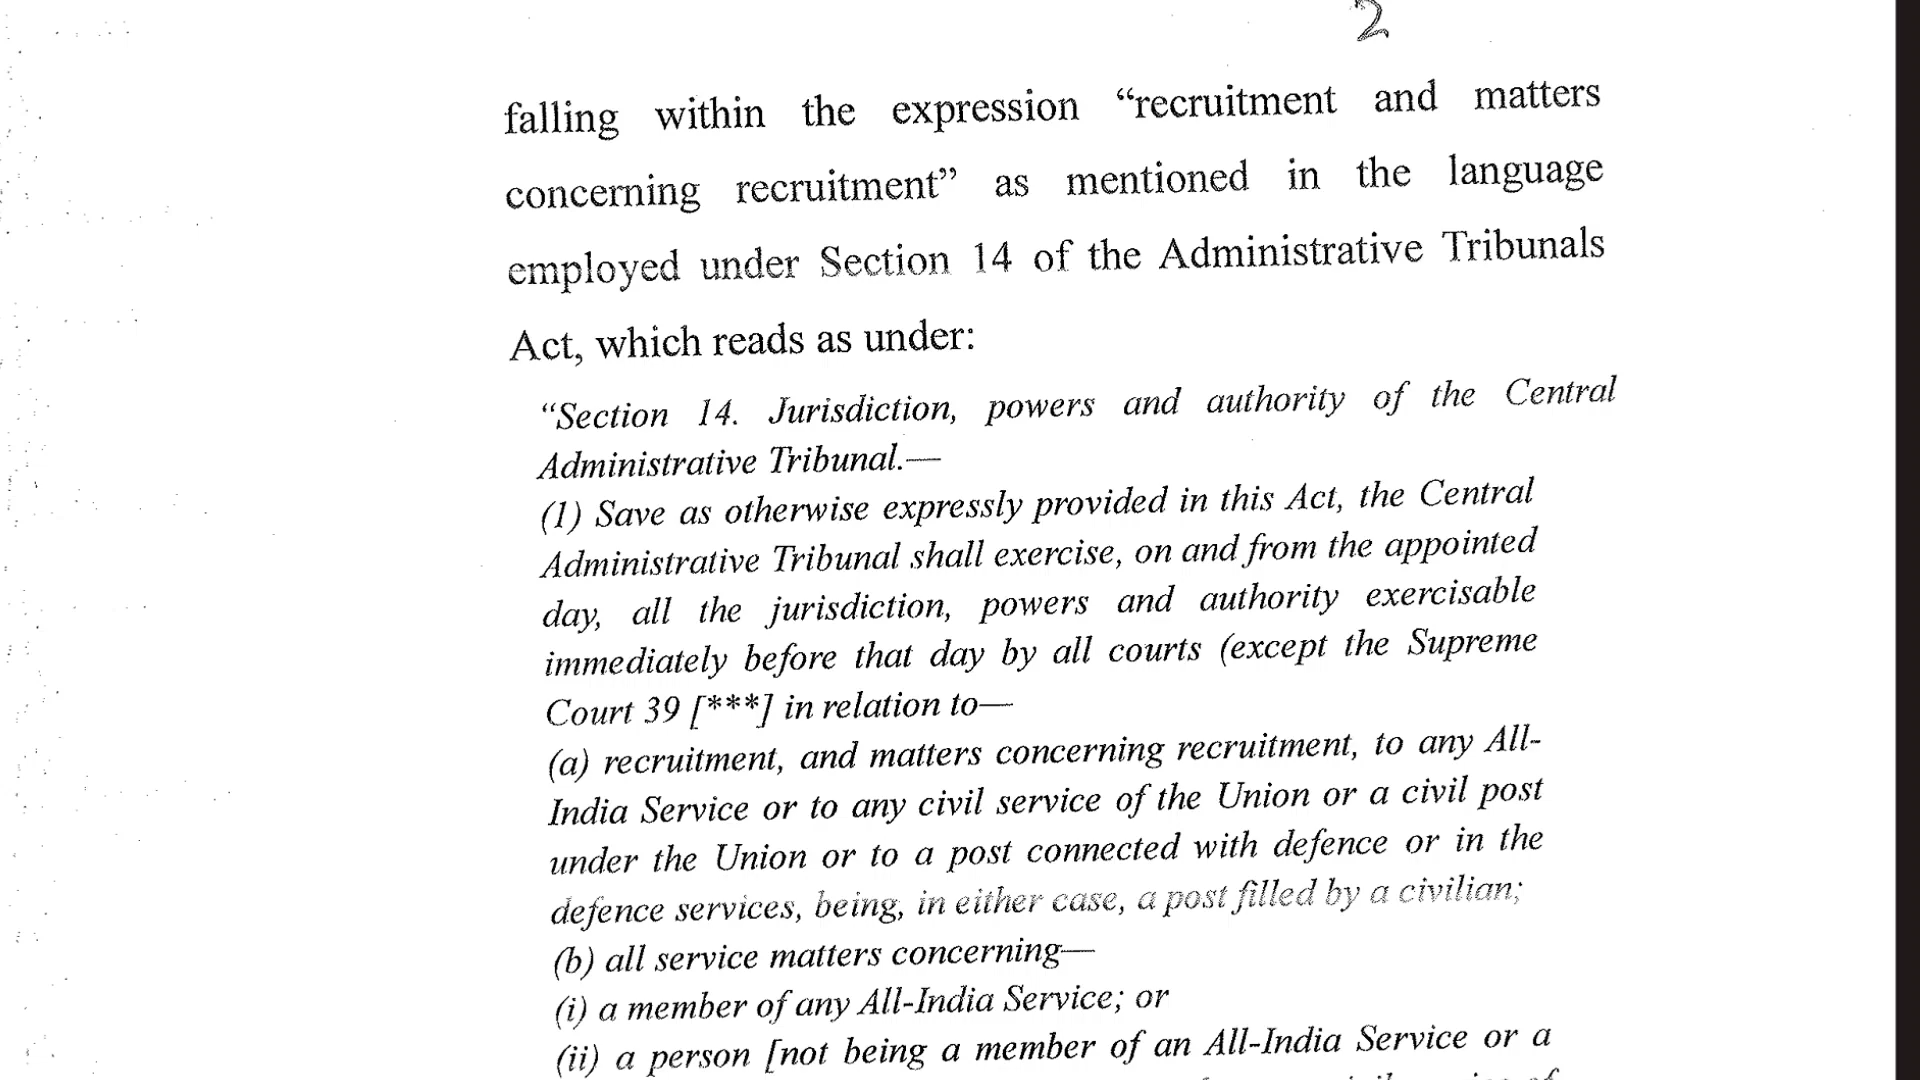 2
falling within the expression “recruitment and matters
concerning recruitment” as mentioned in the language
employed under Section 14 of the Administrative Tribunals
Act, which reads as under:
“Section 14. Jurisdiction, powers and authority of the Central
Administrative Tribunal.—
(1) Save as otherwise expressly provided in this Act, the Central
Administrative Tribunal shall exercise, on and from the appointed
day, all the jurisdiction, powers and authority exercisable
immediately before that day by all courts (except the Supreme
Court 39 [***] in relation to—
(a) recruitment, and matters concerning recruitment, to any All-
India Service or to any civil service of the Union or a civil post
under the Union or to a post connected with defence or in the
defence services, being, in either case, a post filled by a civilian;
(b) all service matters concerning—
(i) a member of any All-India Service; or
(ii) a person [not being a member of an All-India Service or a